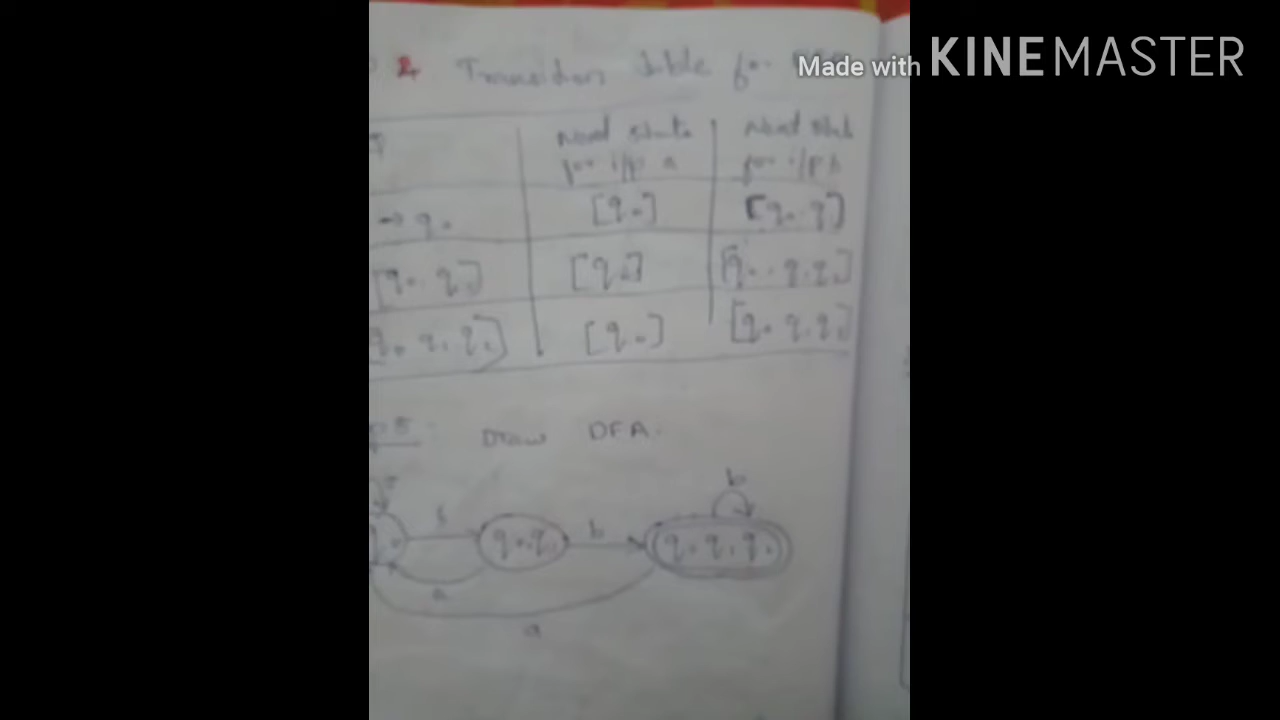 Made with KINEMASTER
2 Transition table for
Next state Next state
for i/p a for i/p b
→ q₀ [q₀] [q₀ q₁]
[q₀ q₁] [q₀] [q₀ q₁ q₂]
q₀ q₁ q₂] [q₀] [q₀ q₁ q₂]
Draw DFA.
b
b b
q₀ q₁ q₀ q₁ q₂
a
a